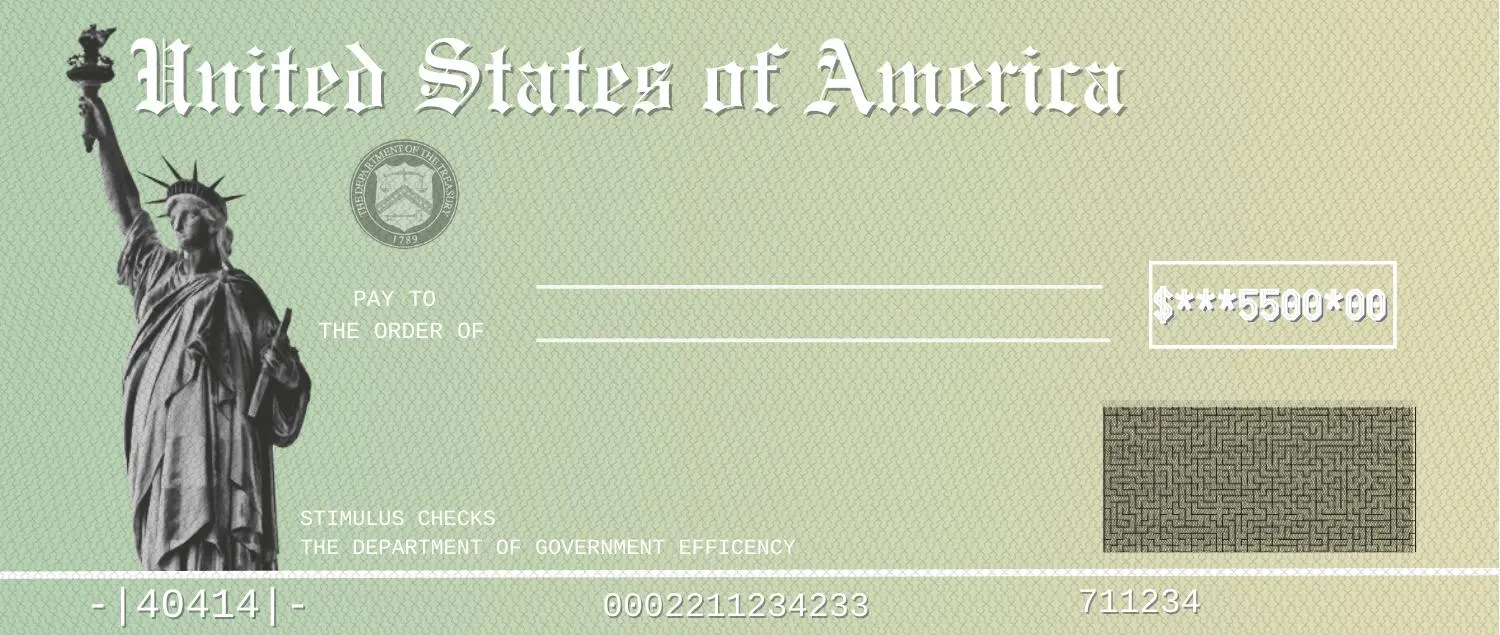 United States of America
THE DEPARTMENT OF THE TREASURY
1789
PAY TO
THE ORDER OF
$***5500*00
STIMULUS CHECKS
THE DEPARTMENT OF GOVERNMENT EFFICENCY
-|40414|-
0002211234233
711234